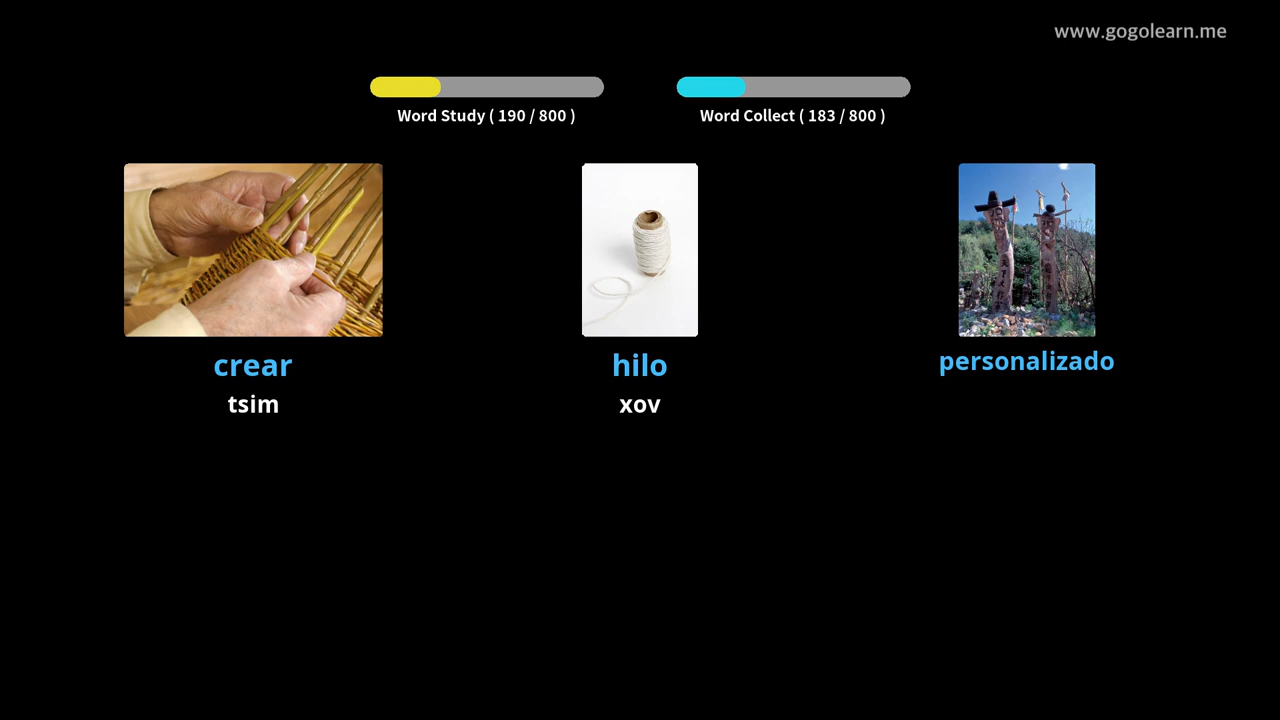 www.gogolearn.me
Word Study ( 190 / 800 )
Word Collect ( 183 / 800 )
crear
hilo
personalizado
tsim
xov